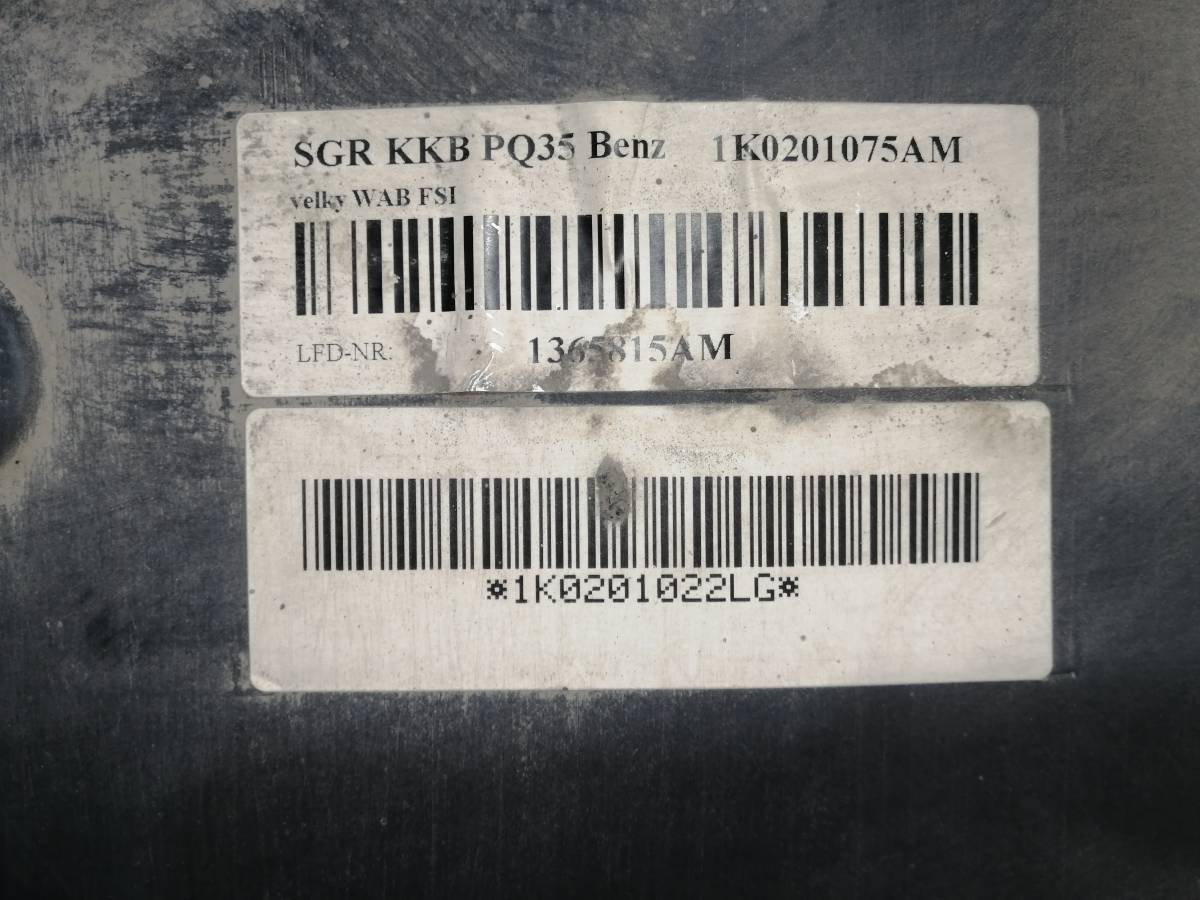 SGR KKB PQ35 Benz 1K0201075AM
velky WAB FSI
LFD-NR: 1365815AM
*1K0201022LG*